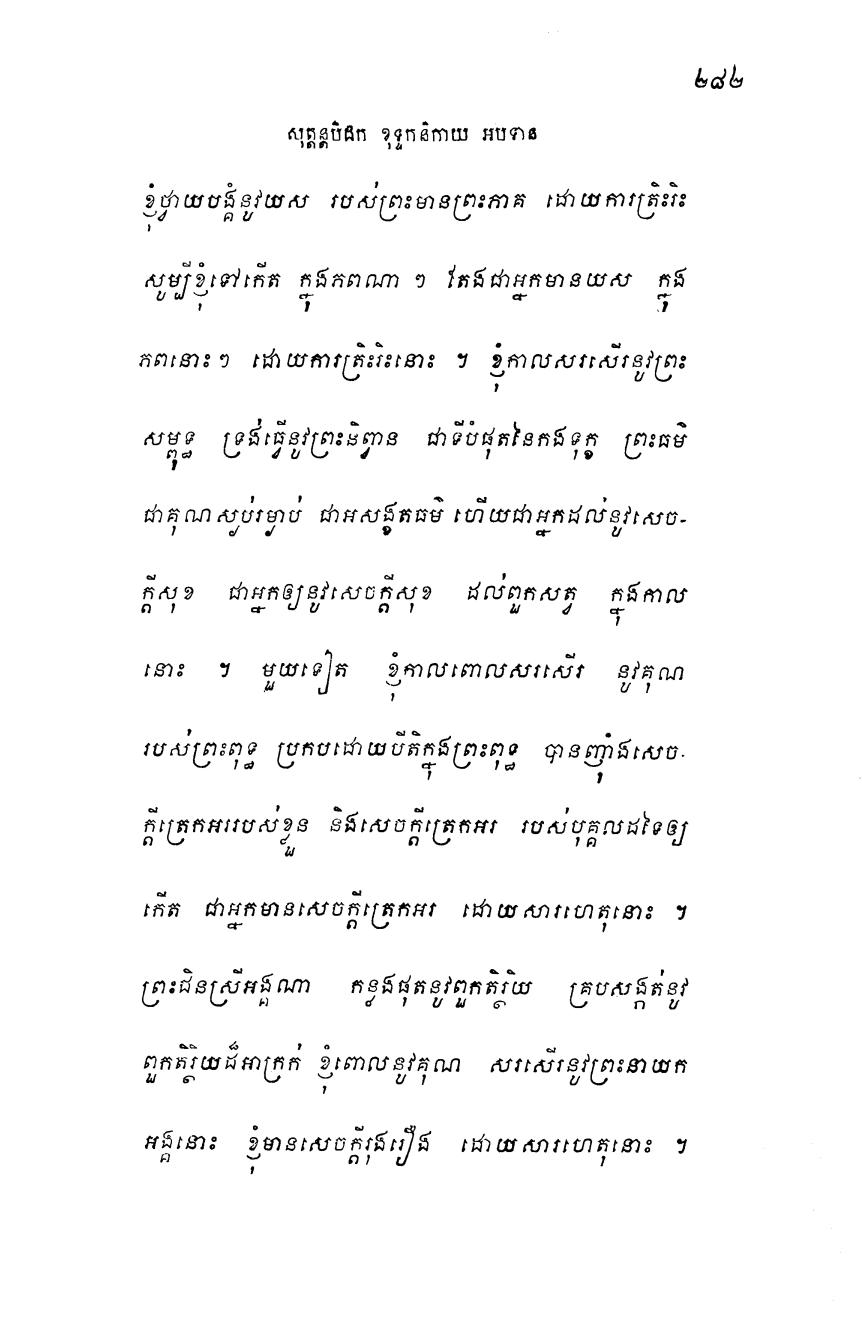 ២៨២
សុត្តន្តបិដក ខុទ្ទកនិកាយ អបទាន
ខ្ញុំថ្វាយបង្គំនូវយស របស់ព្រះមានព្រះភាគ ដោយការត្រិះរិះ
សូម្បីខ្ញុំទៅកើត ក្នុងភពណា ៗ តែងជាអ្នកមានយស ក្នុង
ភពនោះ ៗ ដោយការត្រិះរិះនោះ ។ ខ្ញុំកាលសរសើរនូវព្រះ
សម្ពុទ្ធ ទ្រង់ធ្វើនូវព្រះនិព្វាន ជាទីបំផុតនៃកងទុក្ខ ព្រះធម៌
ជាគុណស្ងប់រម្ងាប់ ជាអសង្ខតធម៌ ហើយជាអ្នកដល់នូវសេច-
ក្តីសុខ ជាអ្នកឲ្យនូវសេចក្តីសុខ ដល់ពួកសត្វ ក្នុងកាល
នោះ ។ មួយទៀត ខ្ញុំកាលពោលសរសើរ នូវគុណ
របស់ព្រះពុទ្ធ ប្រកបដោយបីតិក្នុងព្រះពុទ្ធ បានញ៉ាំងសេច-
ក្តីត្រេកអររបស់ខ្លួន និងសេចក្តីត្រេកអរ របស់បុគ្គលដទៃឲ្យ
កើត ជាអ្នកមានសេចក្តីត្រេកអរ ដោយសារហេតុនោះ ។
ព្រះជិនស្រីអង្គណា កន្លងផុតនូវពួកតិរ្ថិយ គ្របសង្កត់នូវ
ពួកតិរ្ថិយដ៏អាក្រក់ ខ្ញុំពោលនូវគុណ សរសើរនូវព្រះនាយក
អង្គនោះ ខ្ញុំមានសេចក្តីរុងរឿង ដោយសារហេតុនោះ ។